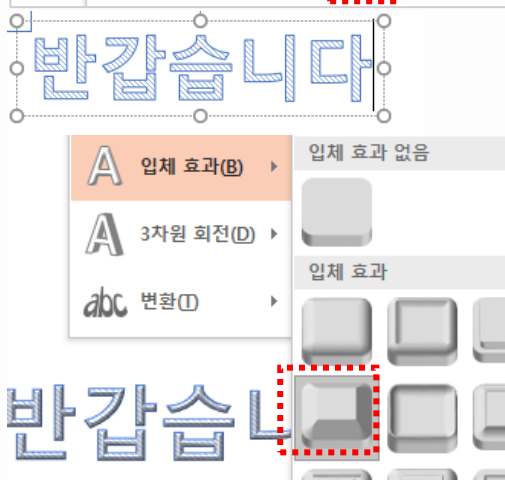 반갑습니다
입체 효과(B)
입체 효과 없음
3차원 회전(D)
입체 효과
abc 변환(T)
반갑습니